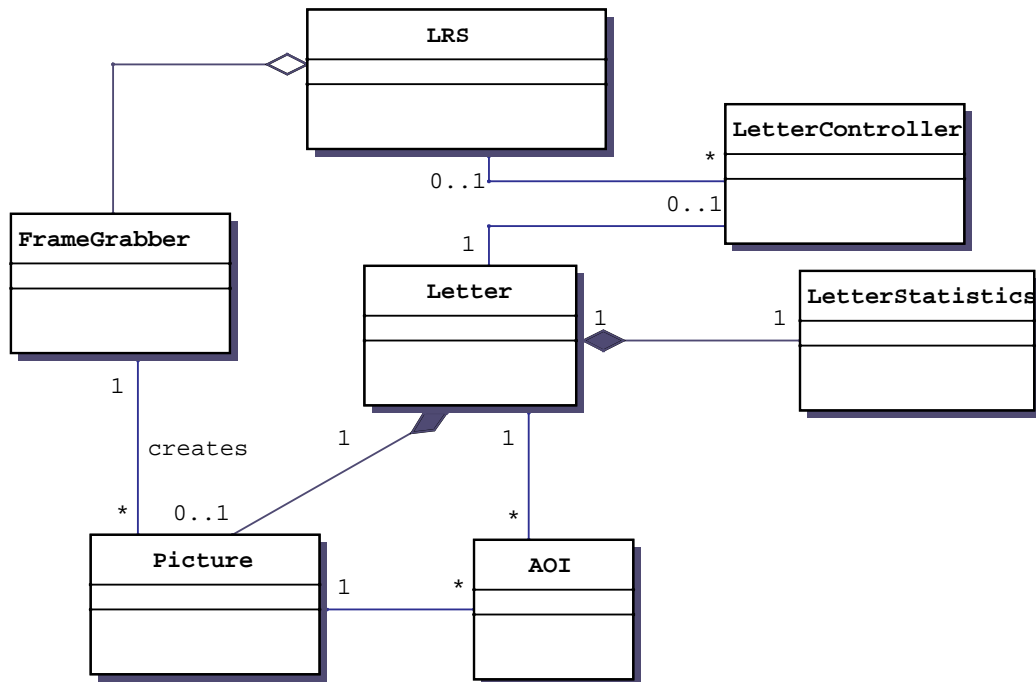 LRS
LetterController
*
0..1
0..1
FrameGrabber
1
Letter
LetterStatistics
1
1
1
1
1
creates
*
0..1
*
Picture
AOI
1
*